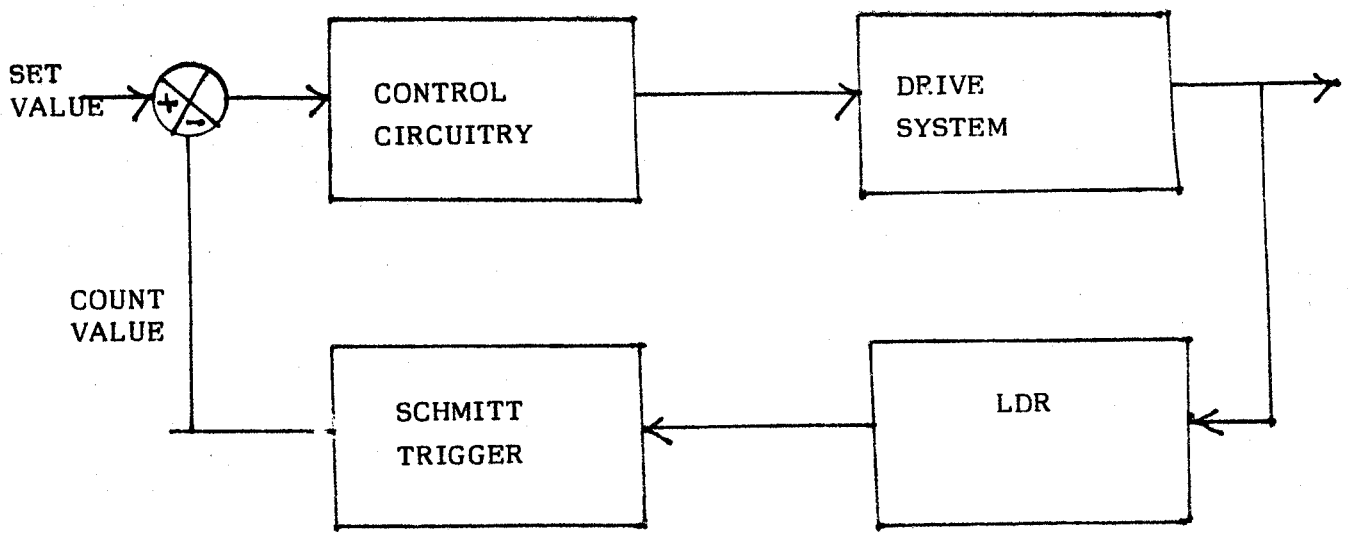 SET
VALUE
+
-
CONTROL
CIRCUITRY
DRIVE
SYSTEM
COUNT
VALUE
SCHMITT
TRIGGER
LDR